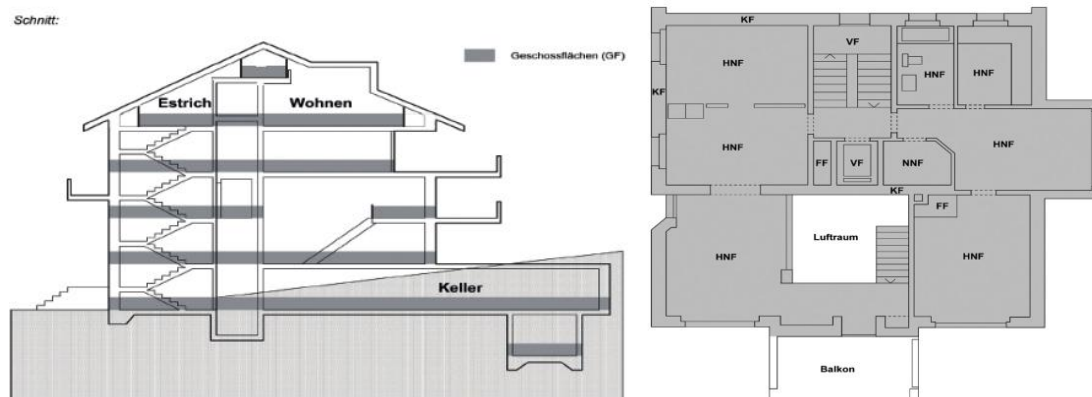 Schnitt:
Geschossflächen (GF)
Estrich
Wohnen
Keller
KF
VF
HNF
HNF
HNF
KF
HNF
HNF
FF
VF
NNF
KF
FF
Luftraum
HNF
HNF
Balkon